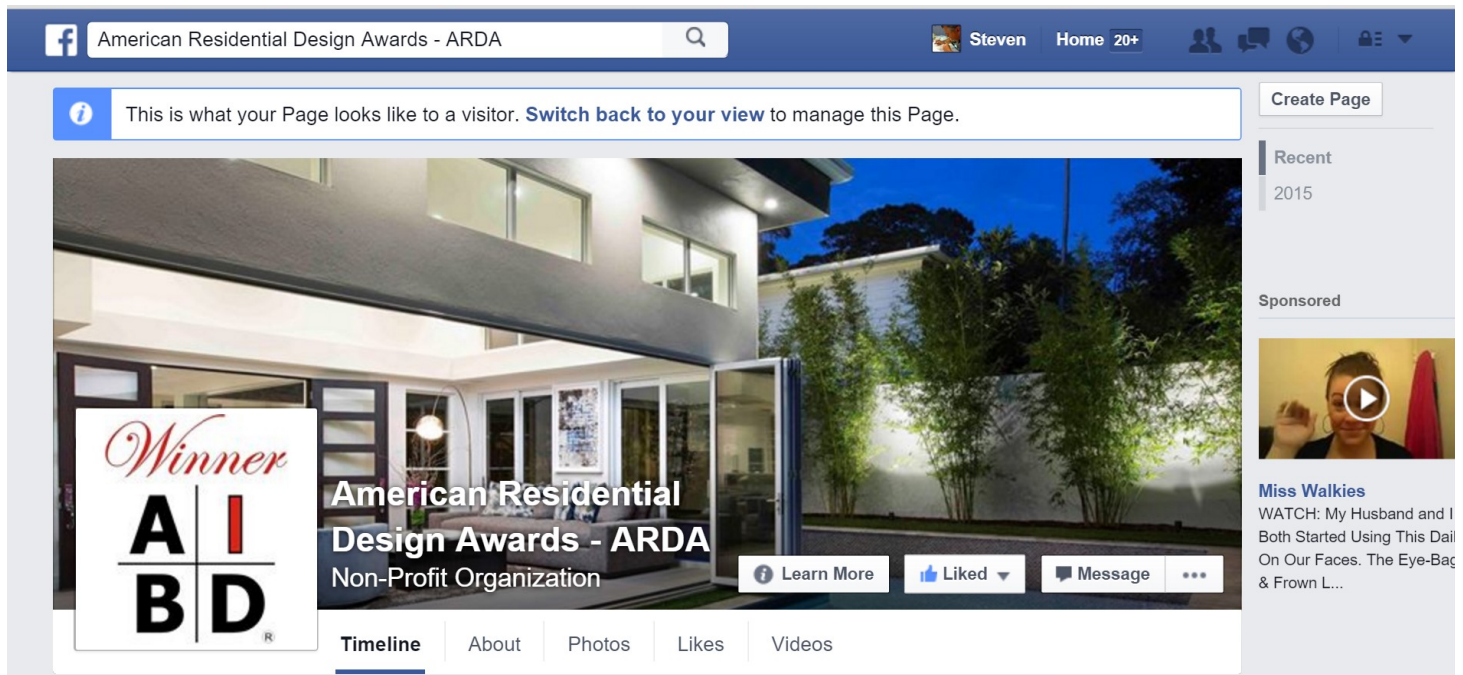 American Residential Design Awards - ARDA
Steven
Home 20+
This is what your Page looks like to a visitor. Switch back to your view to manage this Page.
Create Page
Recent
2015
Sponsored
Winner
A I
B D ®
American Residential
Design Awards - ARDA
Non-Profit Organization
Learn More
Liked
Message
Timeline
About
Photos
Likes
Videos
Miss Walkies
WATCH: My Husband and I
Both Started Using This Dail
On Our Faces. The Eye-Bag
& Frown L...